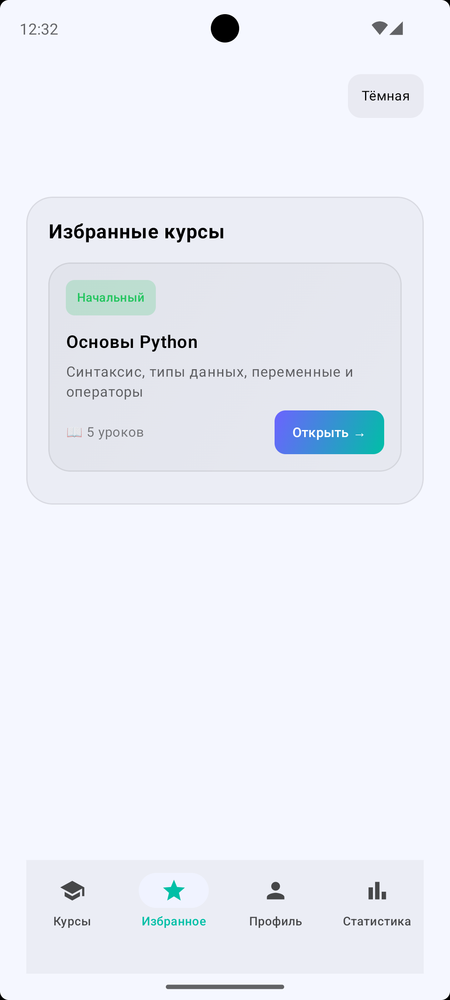 12:32
Тёмная
Избранные курсы
Начальный
Основы Python
Синтаксис, типы данных, переменные и
операторы
📖 5 уроков
Открыть →
Курсы
Избранное
Профиль
Статистика